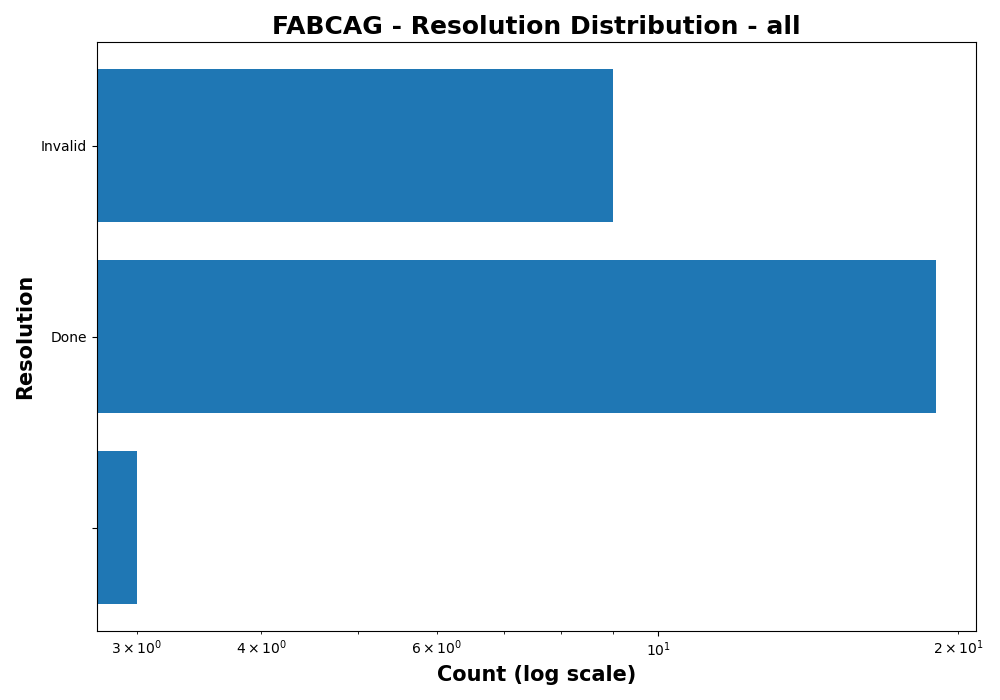 FABCAG - Resolution Distribution - all
Invalid
Done
Resolution
3 × 10⁰
4 × 10⁰
6 × 10⁰
10¹
2 × 10¹
Count (log scale)